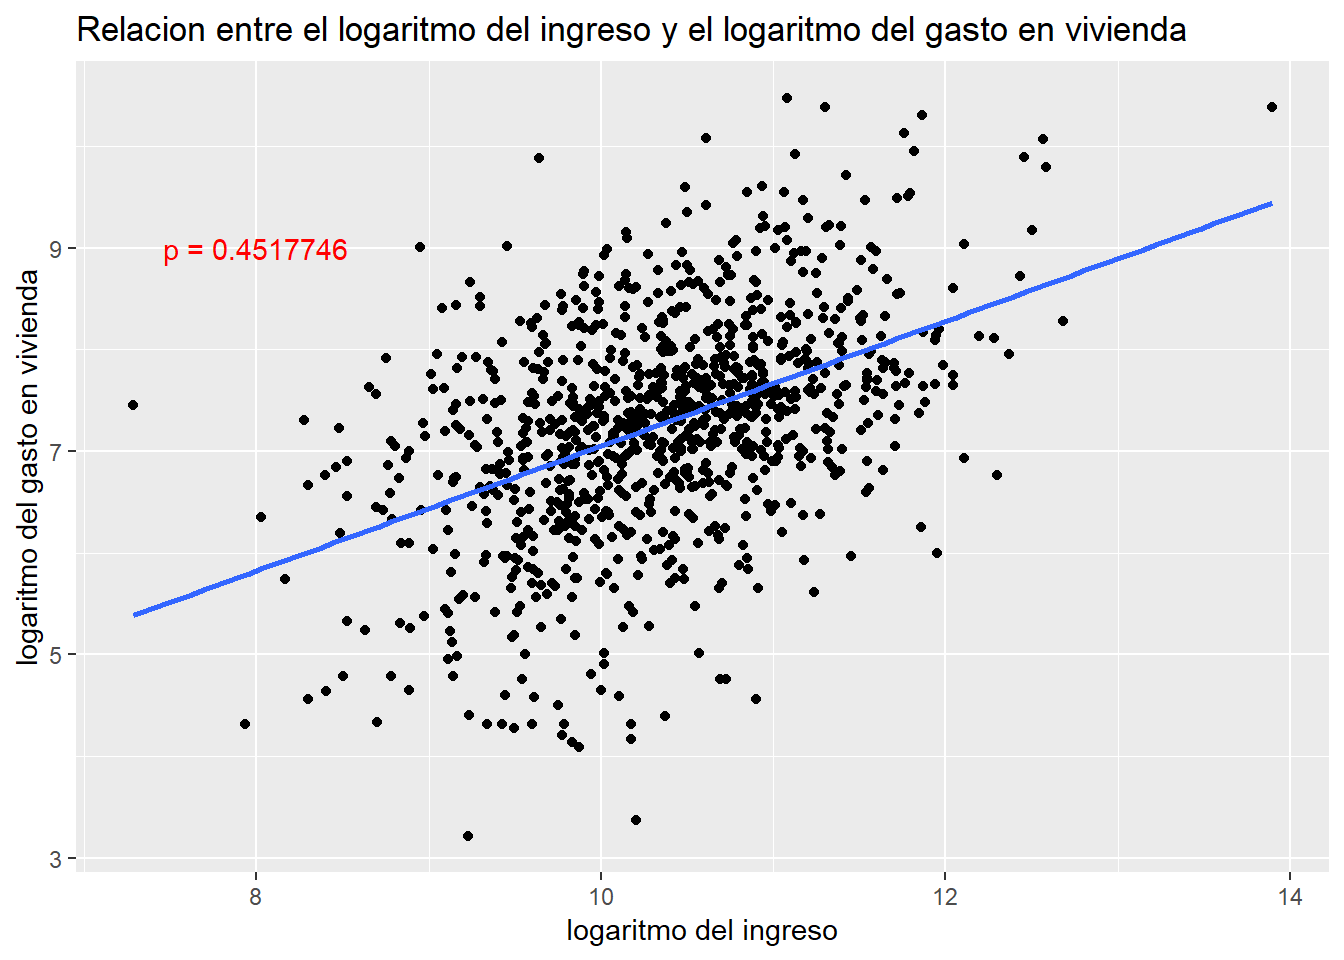 Relacion entre el logaritmo del ingreso y el logaritmo del gasto en vivienda
p = 0.4517746
logaritmo del gasto en vivienda
9
7
5
3
8
10
12
14
logaritmo del ingreso